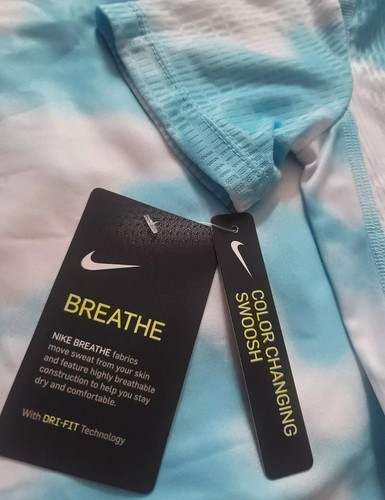 BREATHE
NIKE BREATHE fabrics
move sweat from your skin
and feature highly breathable
construction to help you stay
dry and comfortable.
With DRI-FIT Technology
COLOR CHANGING
SWOOSH